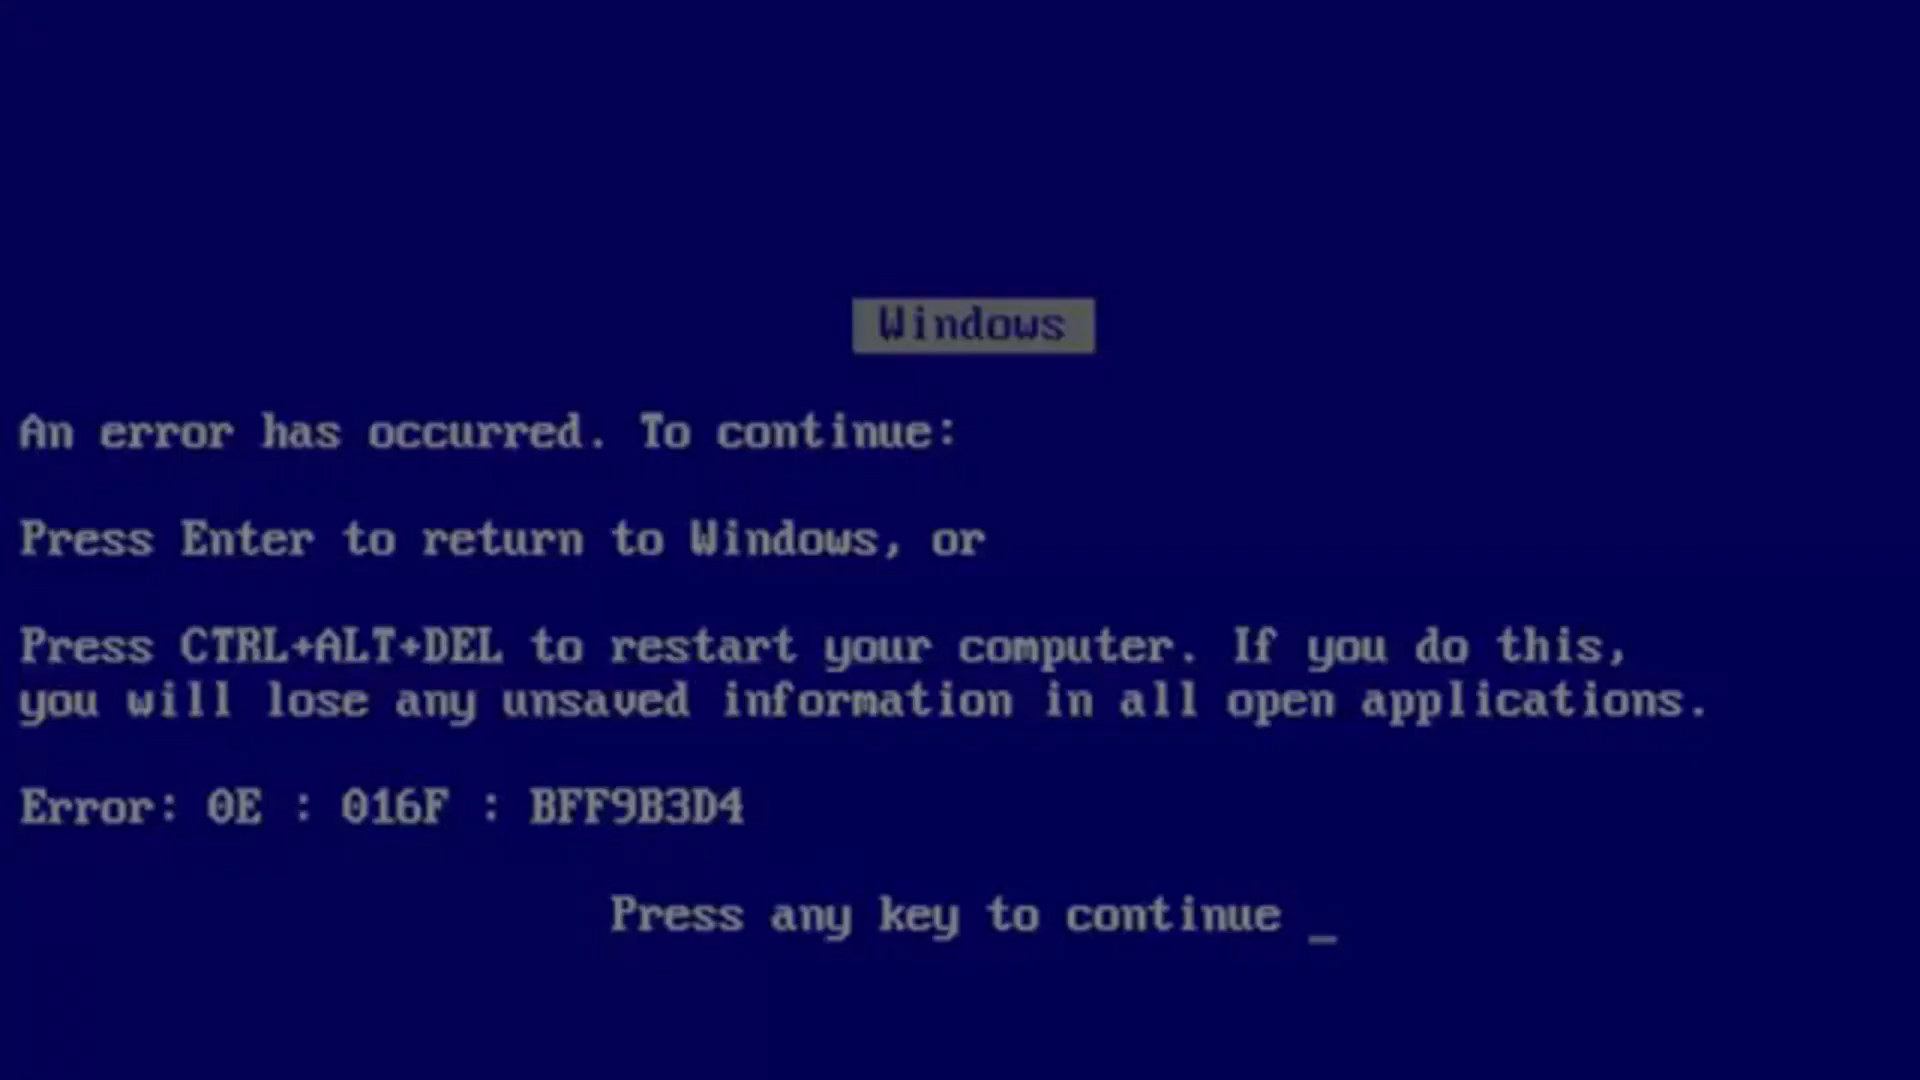 Windows
An error has occurred. To continue:
Press Enter to return to Windows, or
Press CTRL+ALT+DEL to restart your computer. If you do this,
you will lose any unsaved information in all open applications.
Error: 0E : 016F : BFF9B3D4
Press any key to continue _